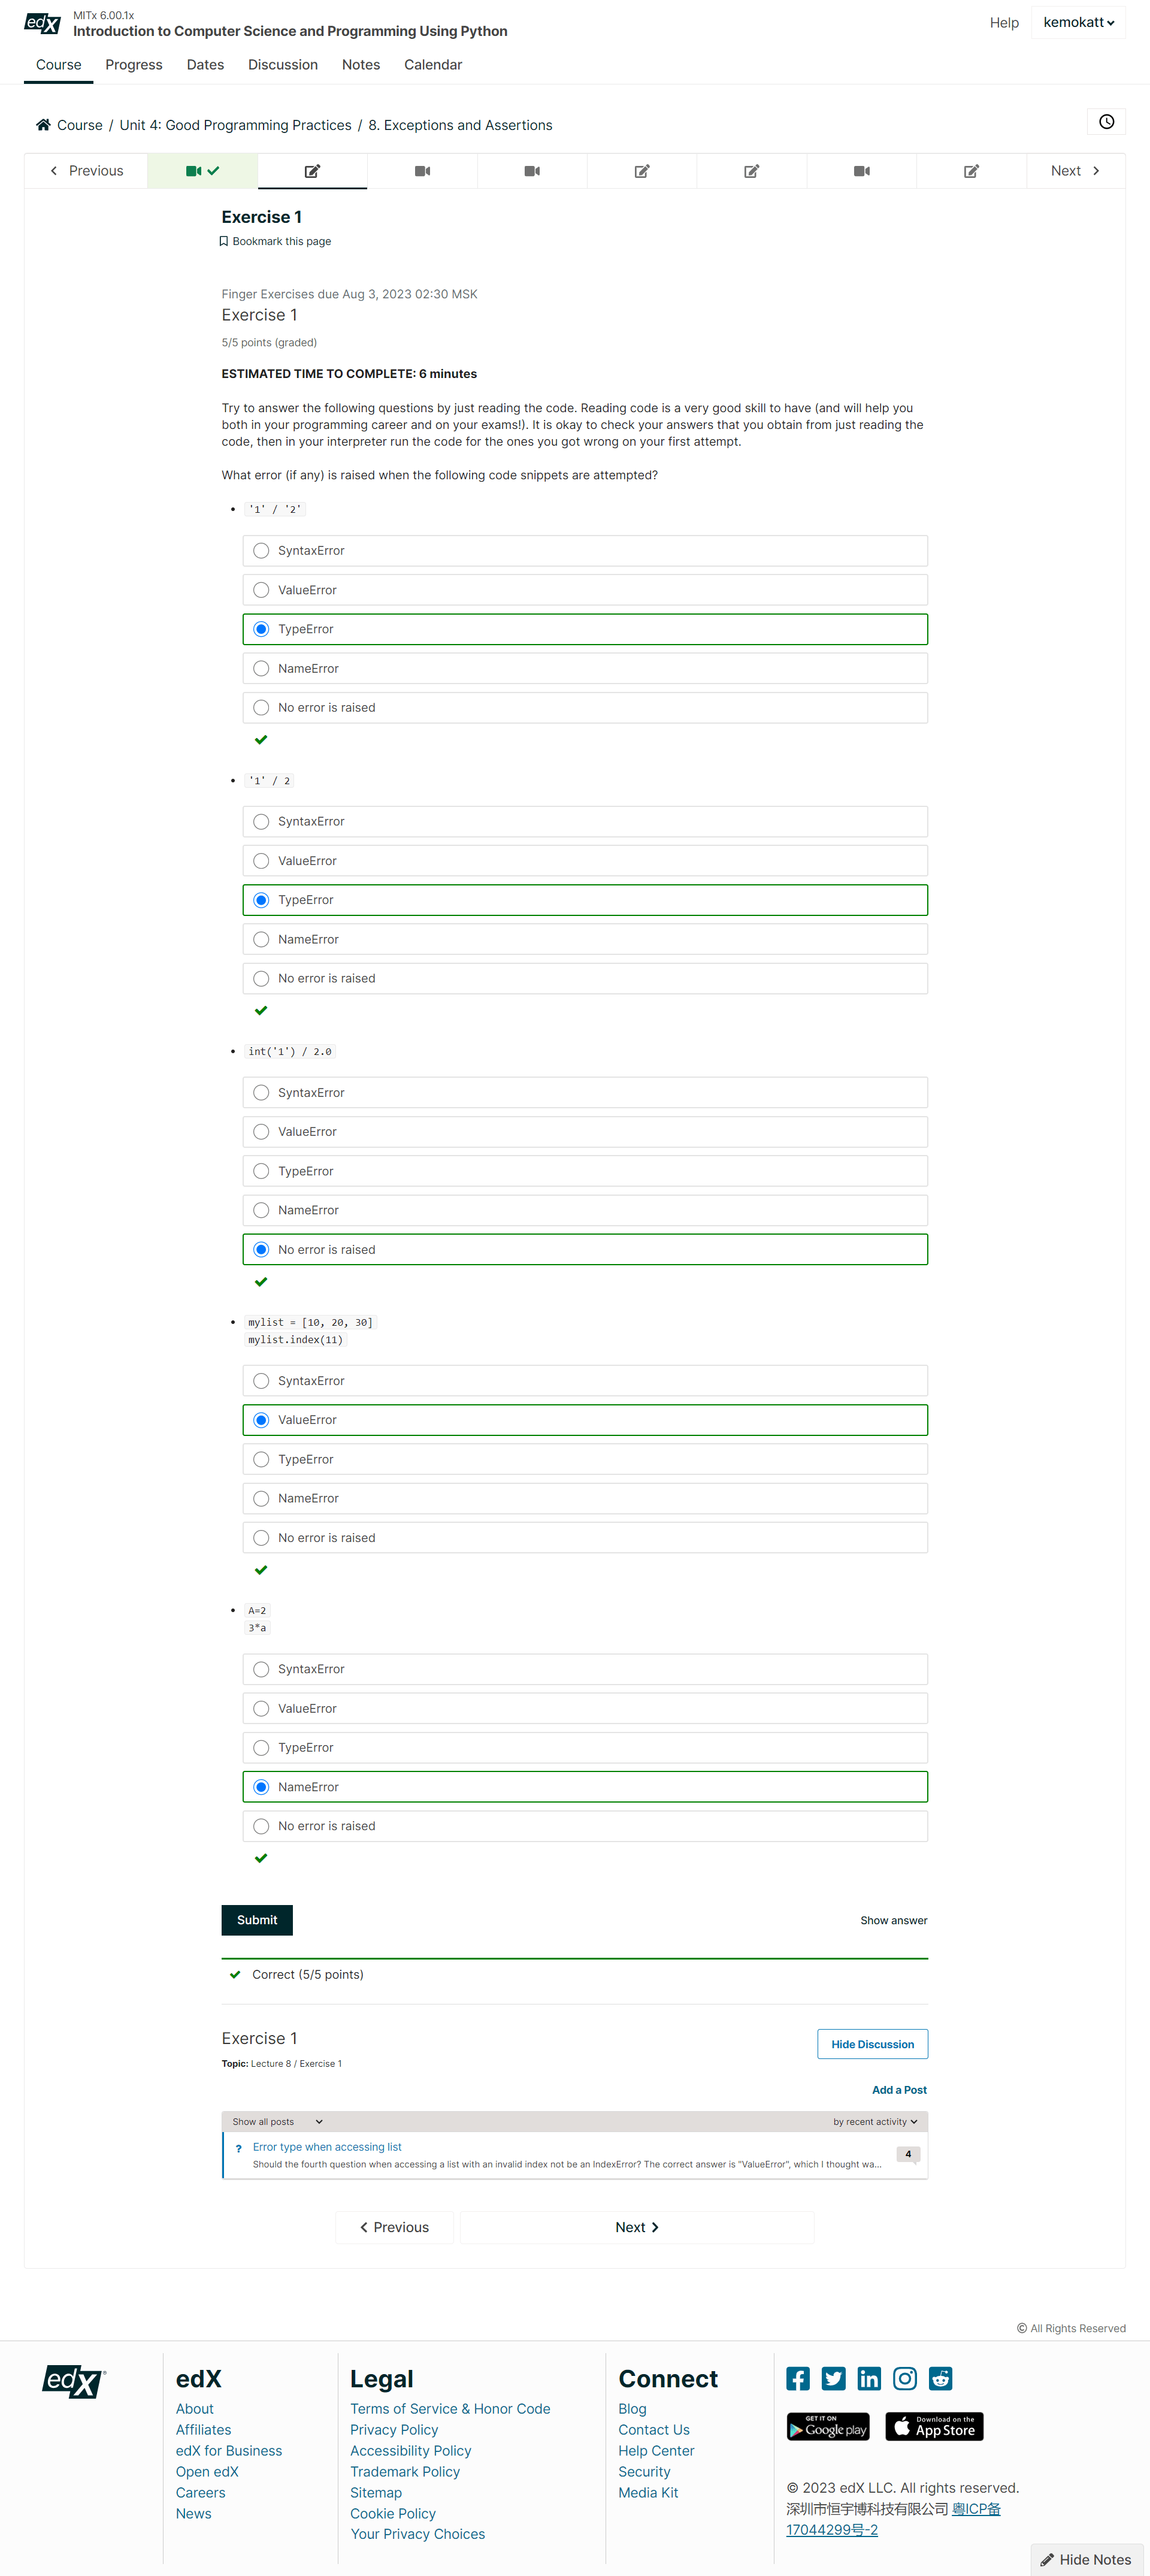 edX
MITx 6.00.1x
Introduction to Computer Science and Programming Using Python
Help
kemokatt
Course
Progress
Dates
Discussion
Notes
Calendar
Course / Unit 4: Good Programming Practices / 8. Exceptions and Assertions
Previous
Next
Exercise 1
Bookmark this page
Finger Exercises due Aug 3, 2023 02:30 MSK
Exercise 1
5/5 points (graded)
ESTIMATED TIME TO COMPLETE: 6 minutes
Try to answer the following questions by just reading the code. Reading code is a very good skill to have (and will help you
both in your programming career and on your exams!). It is okay to check your answers that you obtain from just reading the
code, then in your interpreter run the code for the ones you got wrong on your first attempt.
What error (if any) is raised when the following code snippets are attempted?
'1' / '2'
SyntaxError
ValueError
TypeError
NameError
No error is raised
'1' / 2
SyntaxError
ValueError
TypeError
NameError
No error is raised
int('1') / 2.0
SyntaxError
ValueError
TypeError
NameError
No error is raised
mylist = [10, 20, 30]
mylist.index(11)
SyntaxError
ValueError
TypeError
NameError
No error is raised
A=2
3*a
SyntaxError
ValueError
TypeError
NameError
No error is raised
Submit
Show answer
Correct (5/5 points)
Exercise 1
Hide Discussion
Topic: Lecture 8 / Exercise 1
Add a Post
Show all posts
by recent activity
? Error type when accessing list
4
Should the fourth question when accessing a list with an invalid index not be an IndexError? The correct answer is "ValueError", which I thought wa...
Previous
Next
© All Rights Reserved
edX
edX
About
Affiliates
edX for Business
Open edX
Careers
News
Legal
Terms of Service & Honor Code
Privacy Policy
Accessibility Policy
Trademark Policy
Sitemap
Cookie Policy
Your Privacy Choices
Connect
Blog
Contact Us
Help Center
Security
Media Kit
GET IT ON
Google play
Download on the
App Store
© 2023 edX LLC. All rights reserved.
深圳市恒宇博科技有限公司 粤ICP备
17044299号-2
Hide Notes